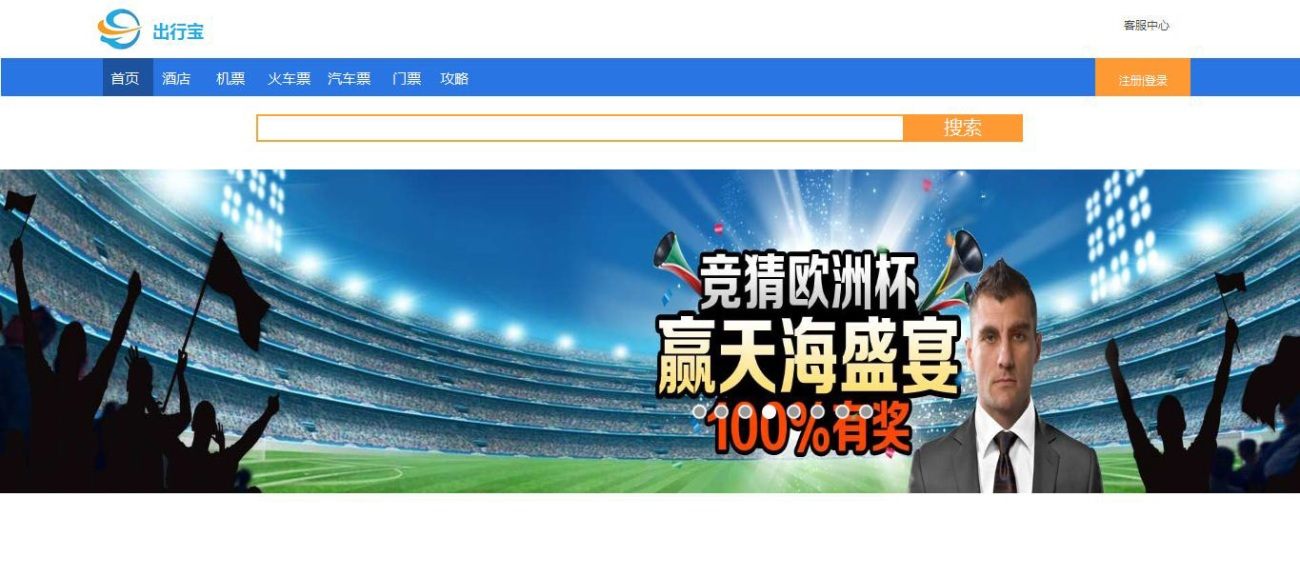 出行宝
客服中心
首页 酒店 机票 火车票 汽车票 门票 攻略 注册|登录
搜索
竞猜欧洲杯
赢天海盛宴
100%有奖